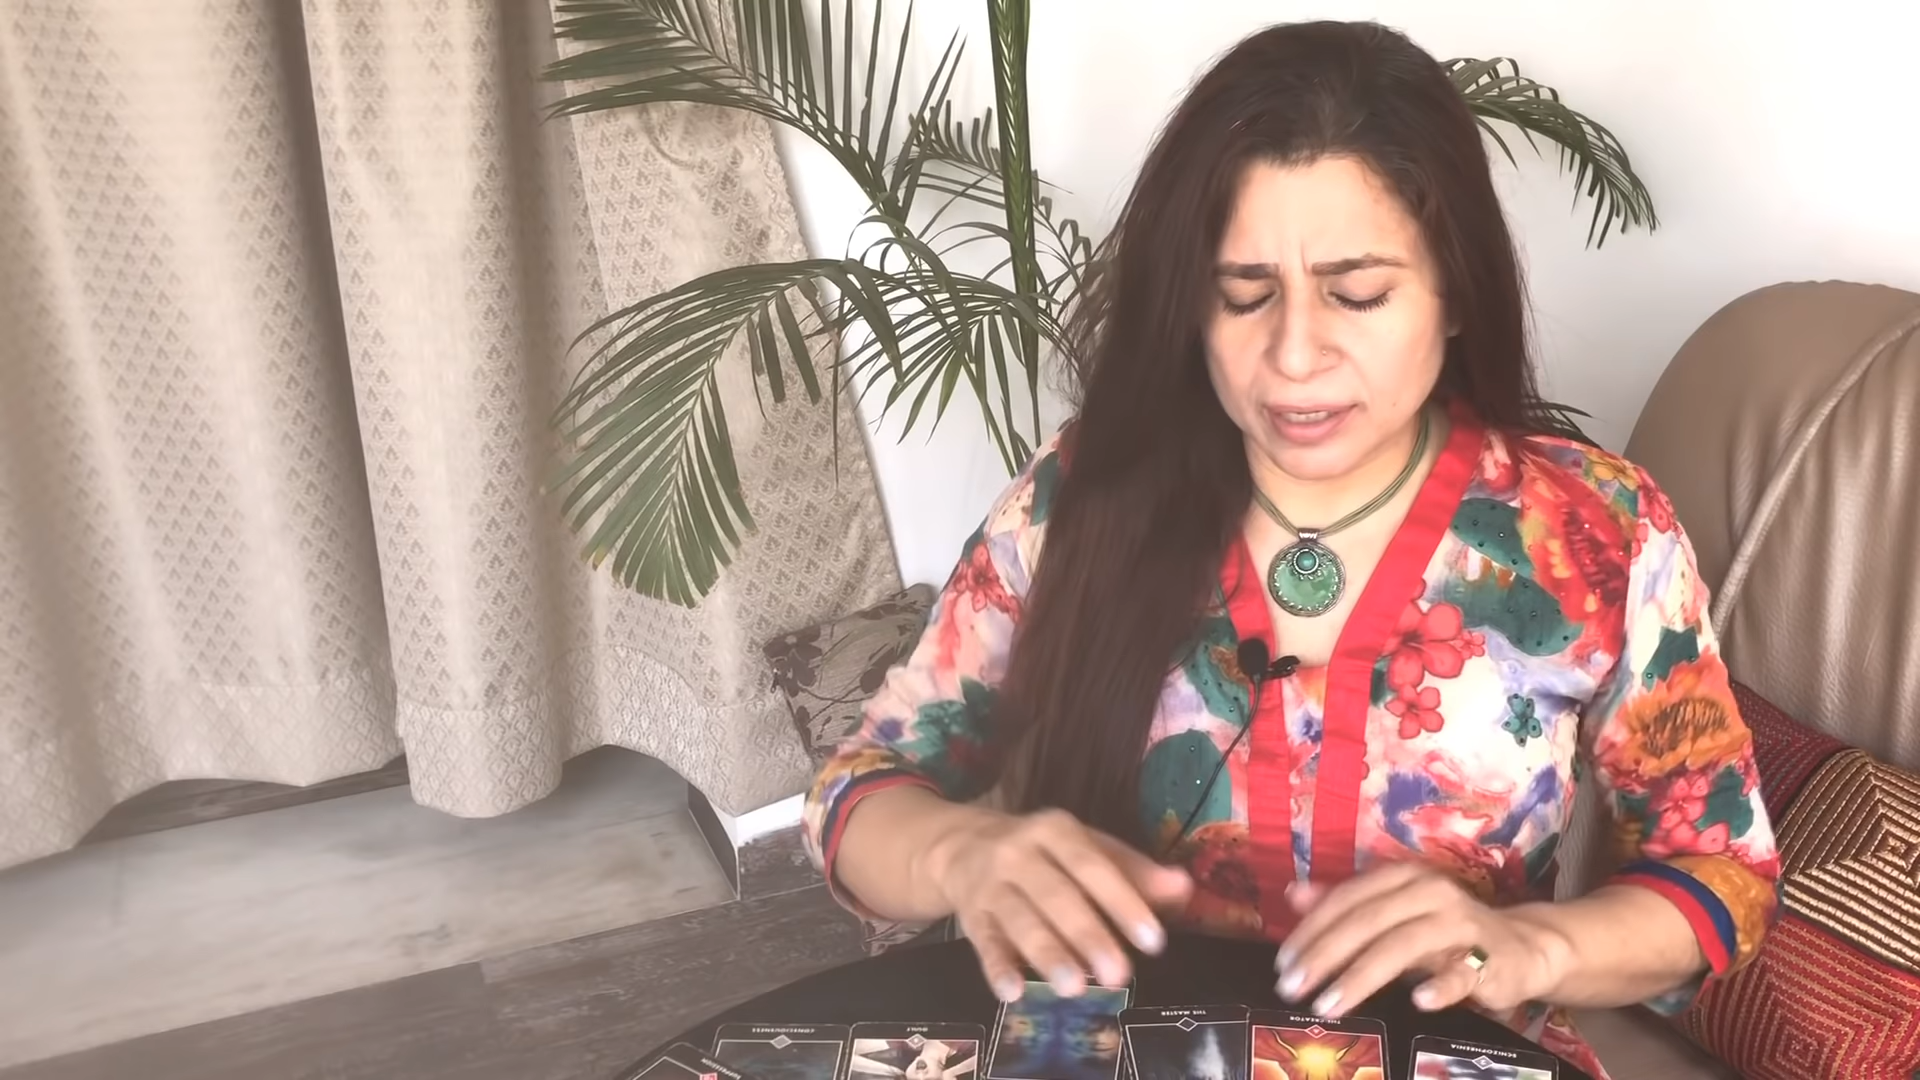 CONSCIOUSNESS
GUILT
THE MASTER
THE CREATOR
SCHIZOPHRENIA